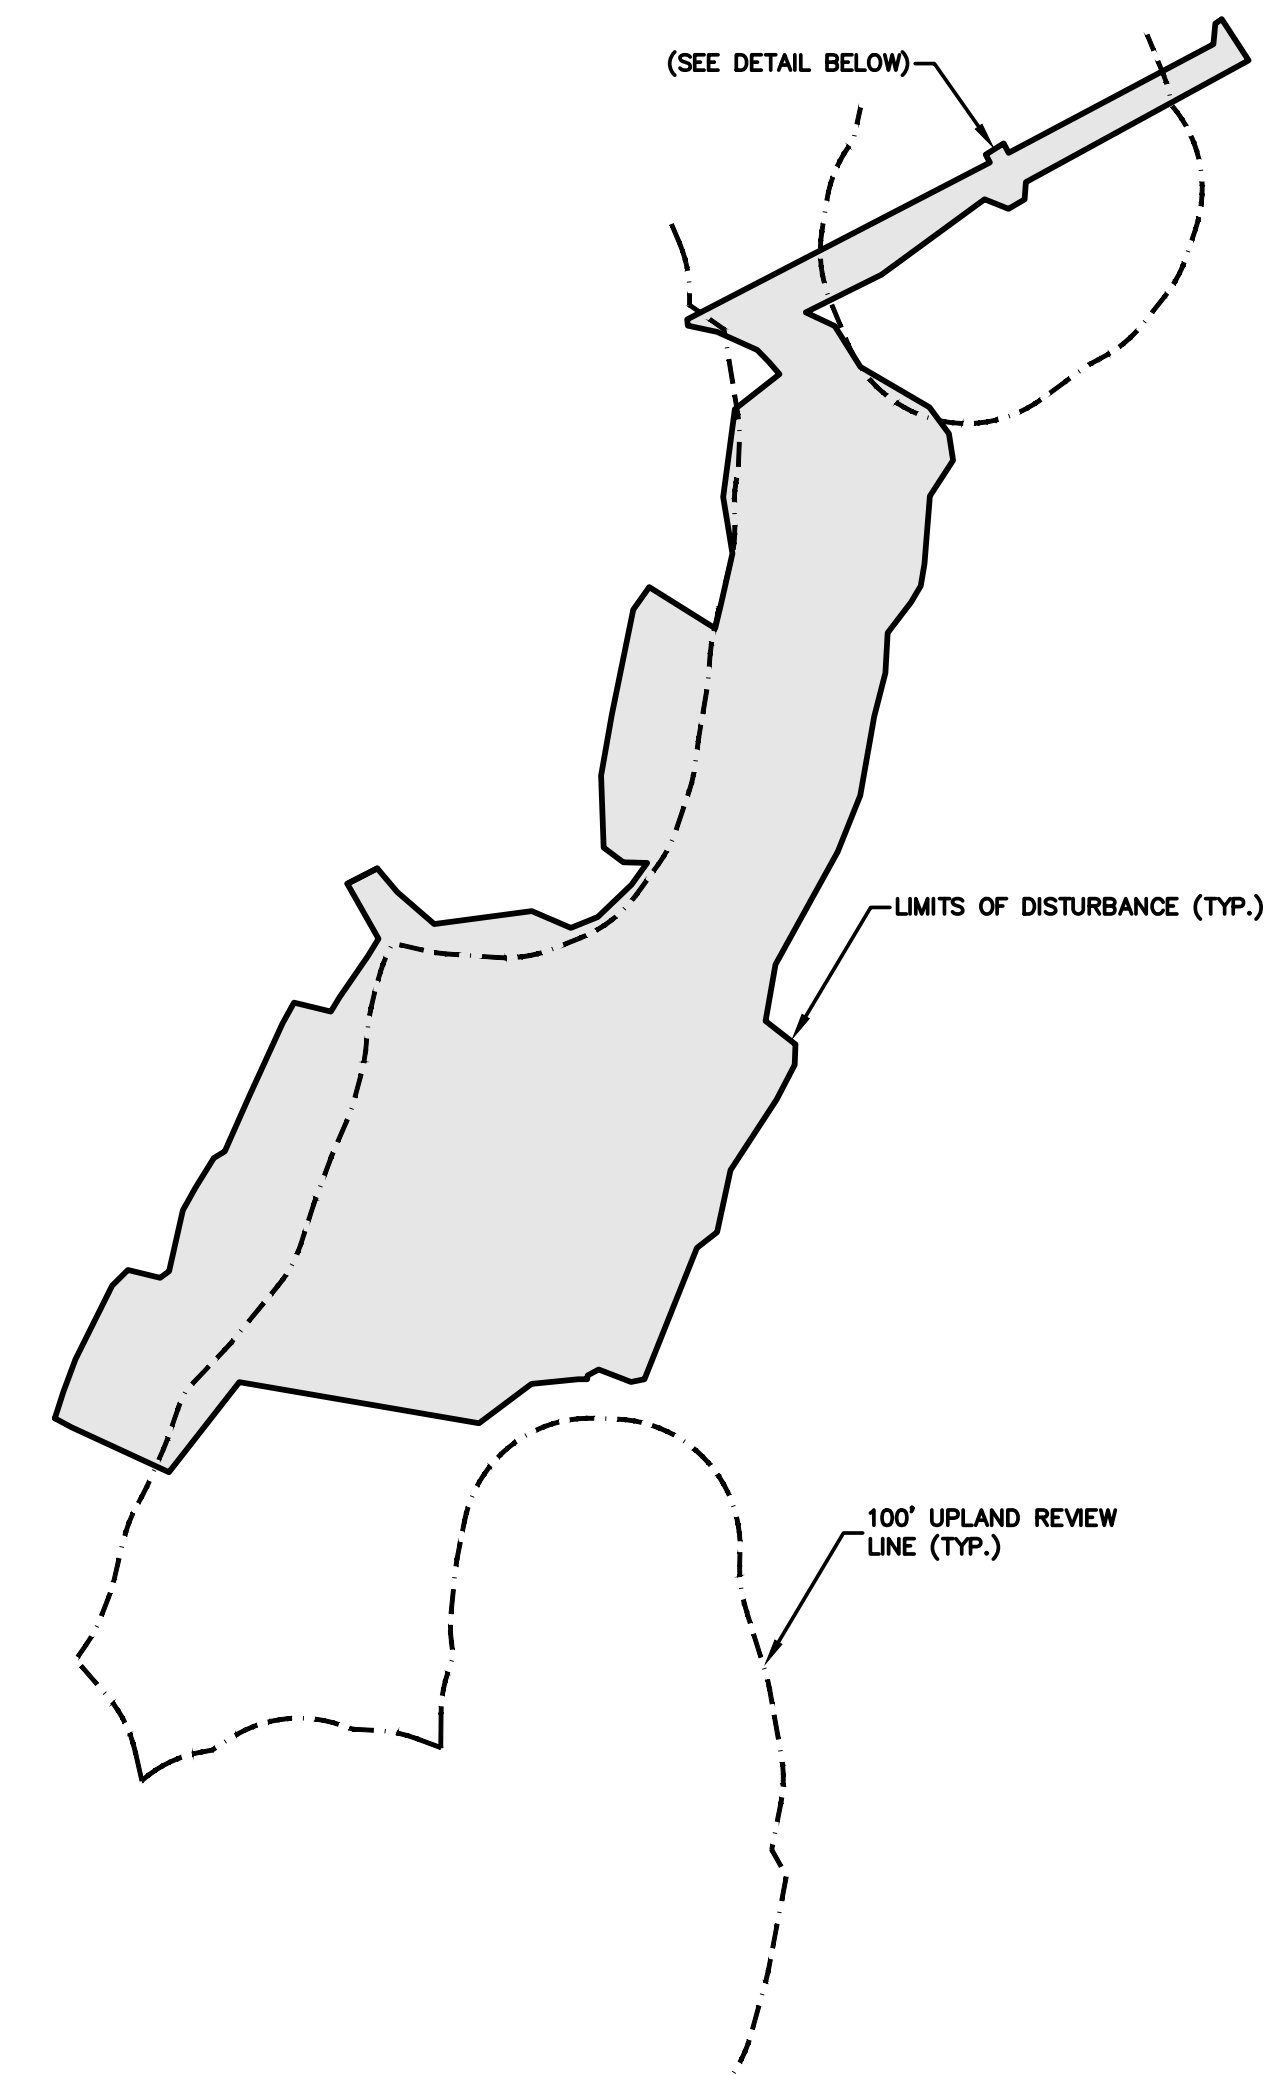 (SEE DETAIL BELOW)
LIMITS OF DISTURBANCE (TYP.)
100' UPLAND REVIEW
LINE (TYP.)